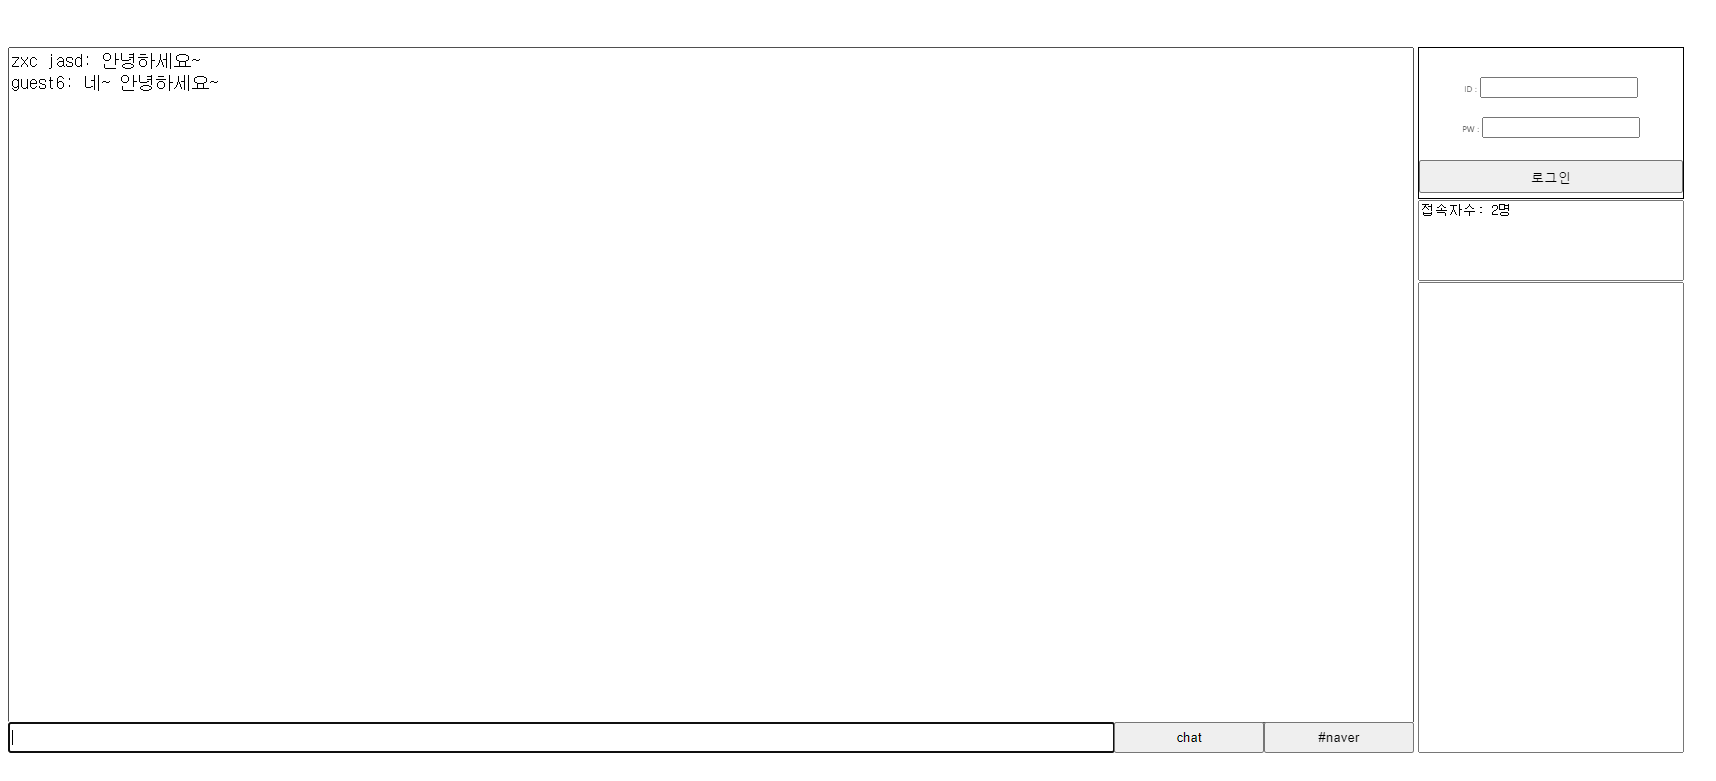 zxc jasd: 안녕하세요~
guest6: 네~ 안녕하세요~
chat
#naver
ID :
PW :
로그인
접속자수: 2명